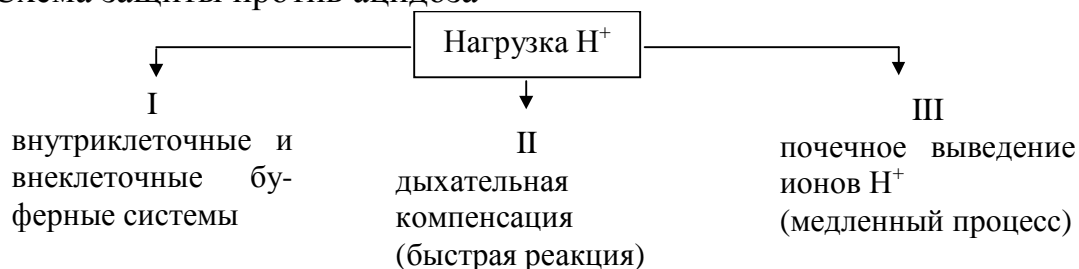 Схема защиты против ацидоза
Нагрузка H⁺
I
внутриклеточные и
внеклеточные бу-
ферные системы
II
дыхательная
компенсация
(быстрая реакция)
III
почечное выведение
ионов H⁺
(медленный процесс)